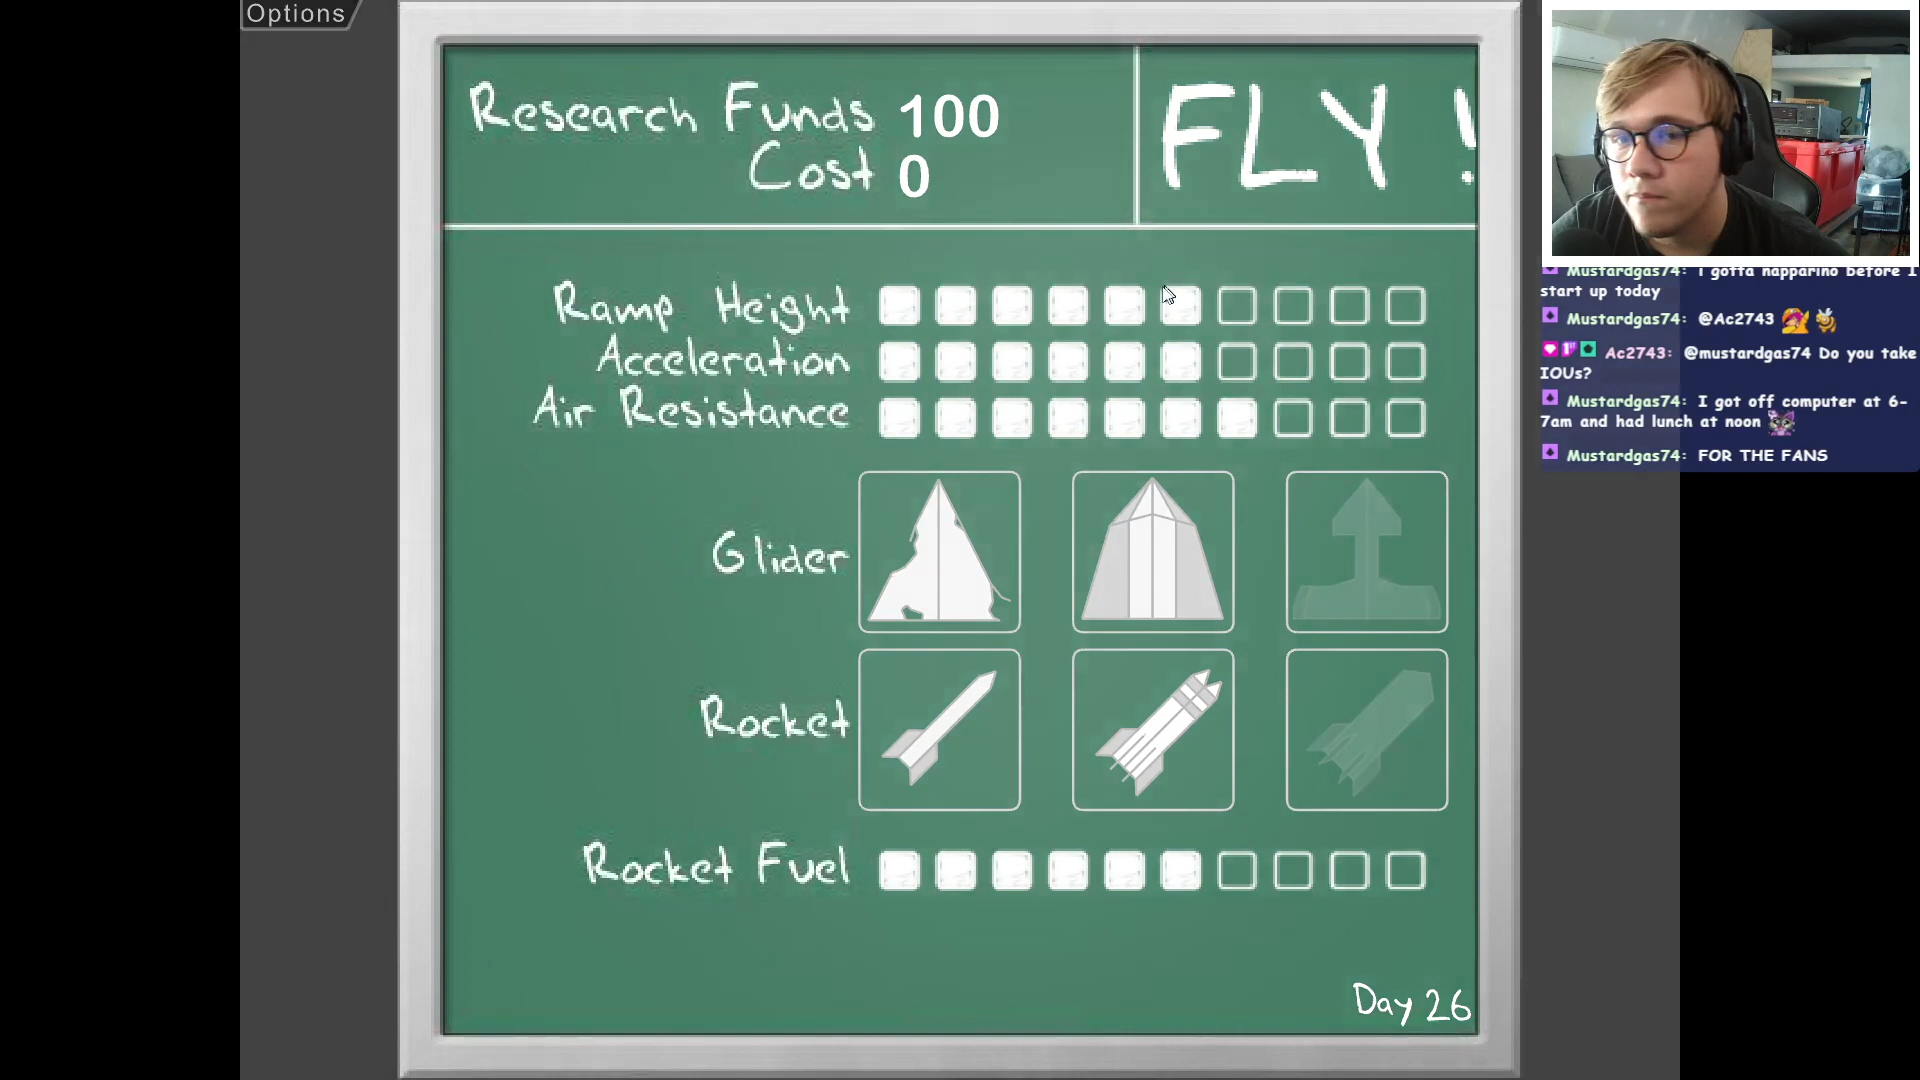 Options
Research Funds 100
Cost 0
FLY!
Ramp Height
Acceleration
Air Resistance
Glider
Rocket
Rocket Fuel
Day 26
Mustardgas74: I gotta napparino before I
start up today
Mustardgas74: @Ac2743
Ac2743: @mustardgas74 Do you take
IOUs?
Mustardgas74: I got off computer at 6-
7am and had lunch at noon
Mustardgas74: FOR THE FANS